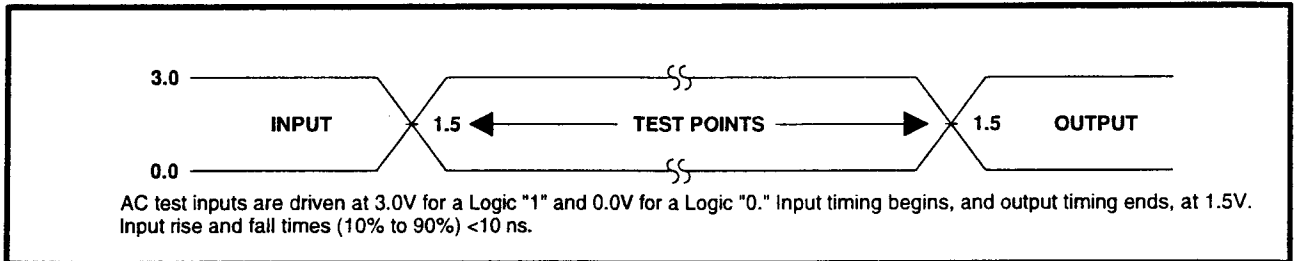 3.0
INPUT 1.5 TEST POINTS 1.5 OUTPUT
0.0
AC test inputs are driven at 3.0V for a Logic "1" and 0.0V for a Logic "0." Input timing begins, and output timing ends, at 1.5V.
Input rise and fall times (10% to 90%) <10 ns.